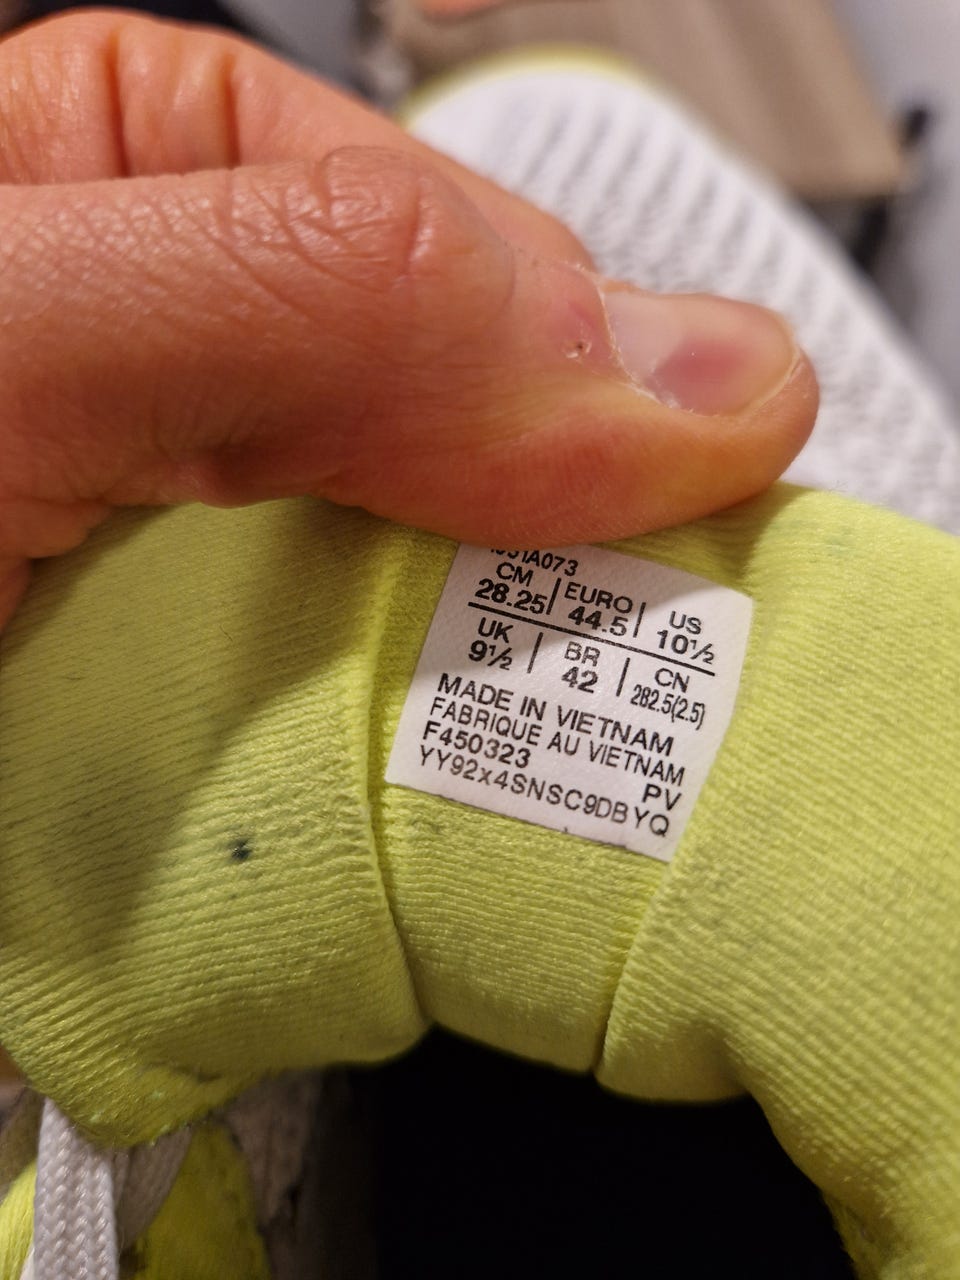 1051A073
CM 28.25 | EURO 44.5 | US 10½
UK 9½ | BR 42 | CN 282.5(2.5)
MADE IN VIETNAM
FABRIQUE AU VIETNAM
F450323 PV
YY92x4SNSC9DBYQ